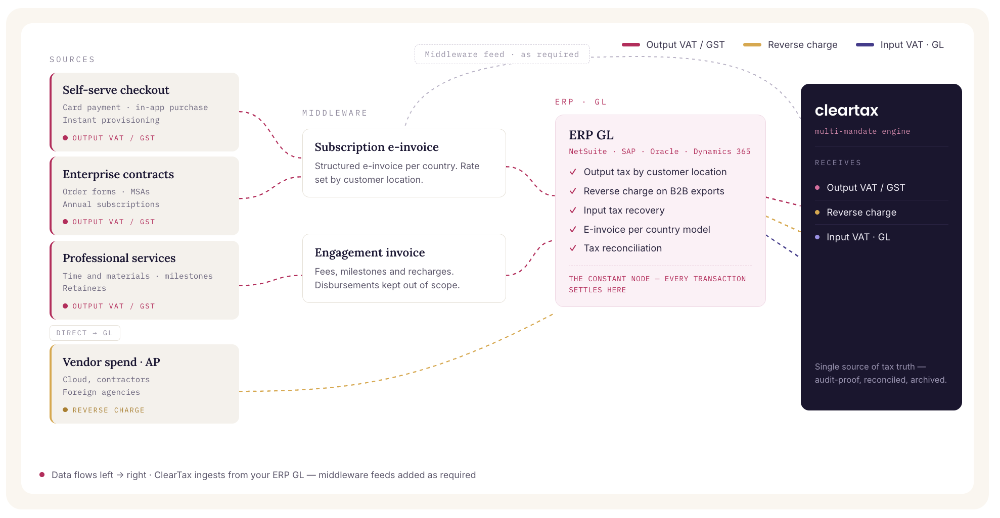 Output VAT / GST
Reverse charge
Input VAT · GL
Middleware feed · as required
SOURCES
Self-serve checkout
Card payment · in-app purchase
Instant provisioning
OUTPUT VAT / GST
Enterprise contracts
Order forms · MSAs
Annual subscriptions
OUTPUT VAT / GST
Professional services
Time and materials · milestones
Retainers
OUTPUT VAT / GST
DIRECT → GL
Vendor spend · AP
Cloud, contractors
Foreign agencies
REVERSE CHARGE
MIDDLEWARE
Subscription e-invoice
Structured e-invoice per country. Rate
set by customer location.
Engagement invoice
Fees, milestones and recharges.
Disbursements kept out of scope.
ERP · GL
ERP GL
NetSuite · SAP · Oracle · Dynamics 365
✓ Output tax by customer location
✓ Reverse charge on B2B exports
✓ Input tax recovery
✓ E-invoice per country model
✓ Tax reconciliation
THE CONSTANT NODE — EVERY TRANSACTION
SETTLES HERE
cleartax
multi-mandate engine
RECEIVES
Output VAT / GST
Reverse charge
Input VAT · GL
Single source of tax truth —
audit-proof, reconciled, archived.
Data flows left → right · ClearTax ingests from your ERP GL — middleware feeds added as required